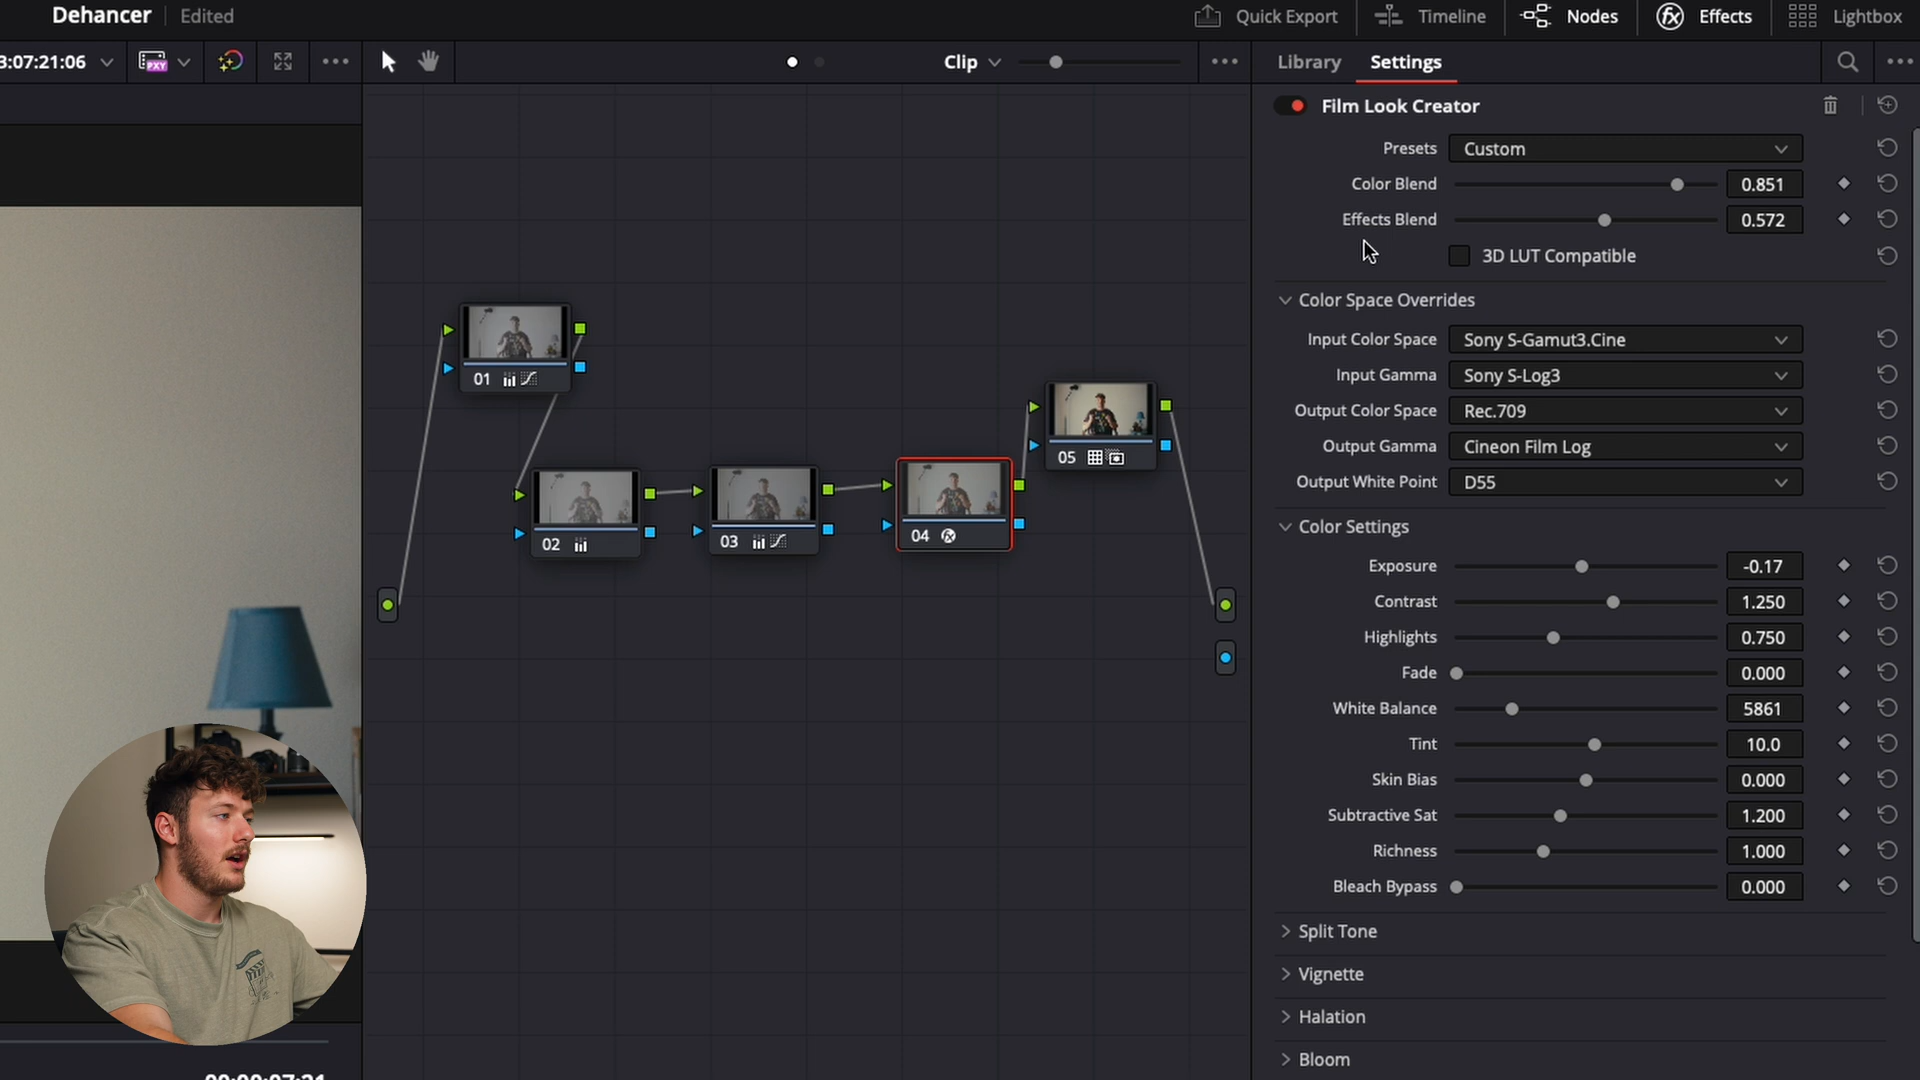 Dehancer
Edited
Quick Export
Timeline
Nodes
Effects
Lightbox
3:07:21:06
PXY
Clip
Library
Settings
Film Look Creator
Presets
Custom
Color Blend
0.851
Effects Blend
0.572
3D LUT Compatible
Color Space Overrides
Input Color Space
Sony S-Gamut3.Cine
Input Gamma
Sony S-Log3
Output Color Space
Rec.709
Output Gamma
Cineon Film Log
Output White Point
D55
Color Settings
Exposure
-0.17
Contrast
1.250
Highlights
0.750
Fade
0.000
White Balance
5861
Tint
10.0
Skin Bias
0.000
Subtractive Sat
1.200
Richness
1.000
Bleach Bypass
0.000
Split Tone
Vignette
Halation
Bloom
01
02
03
04
05
00:00:07:21